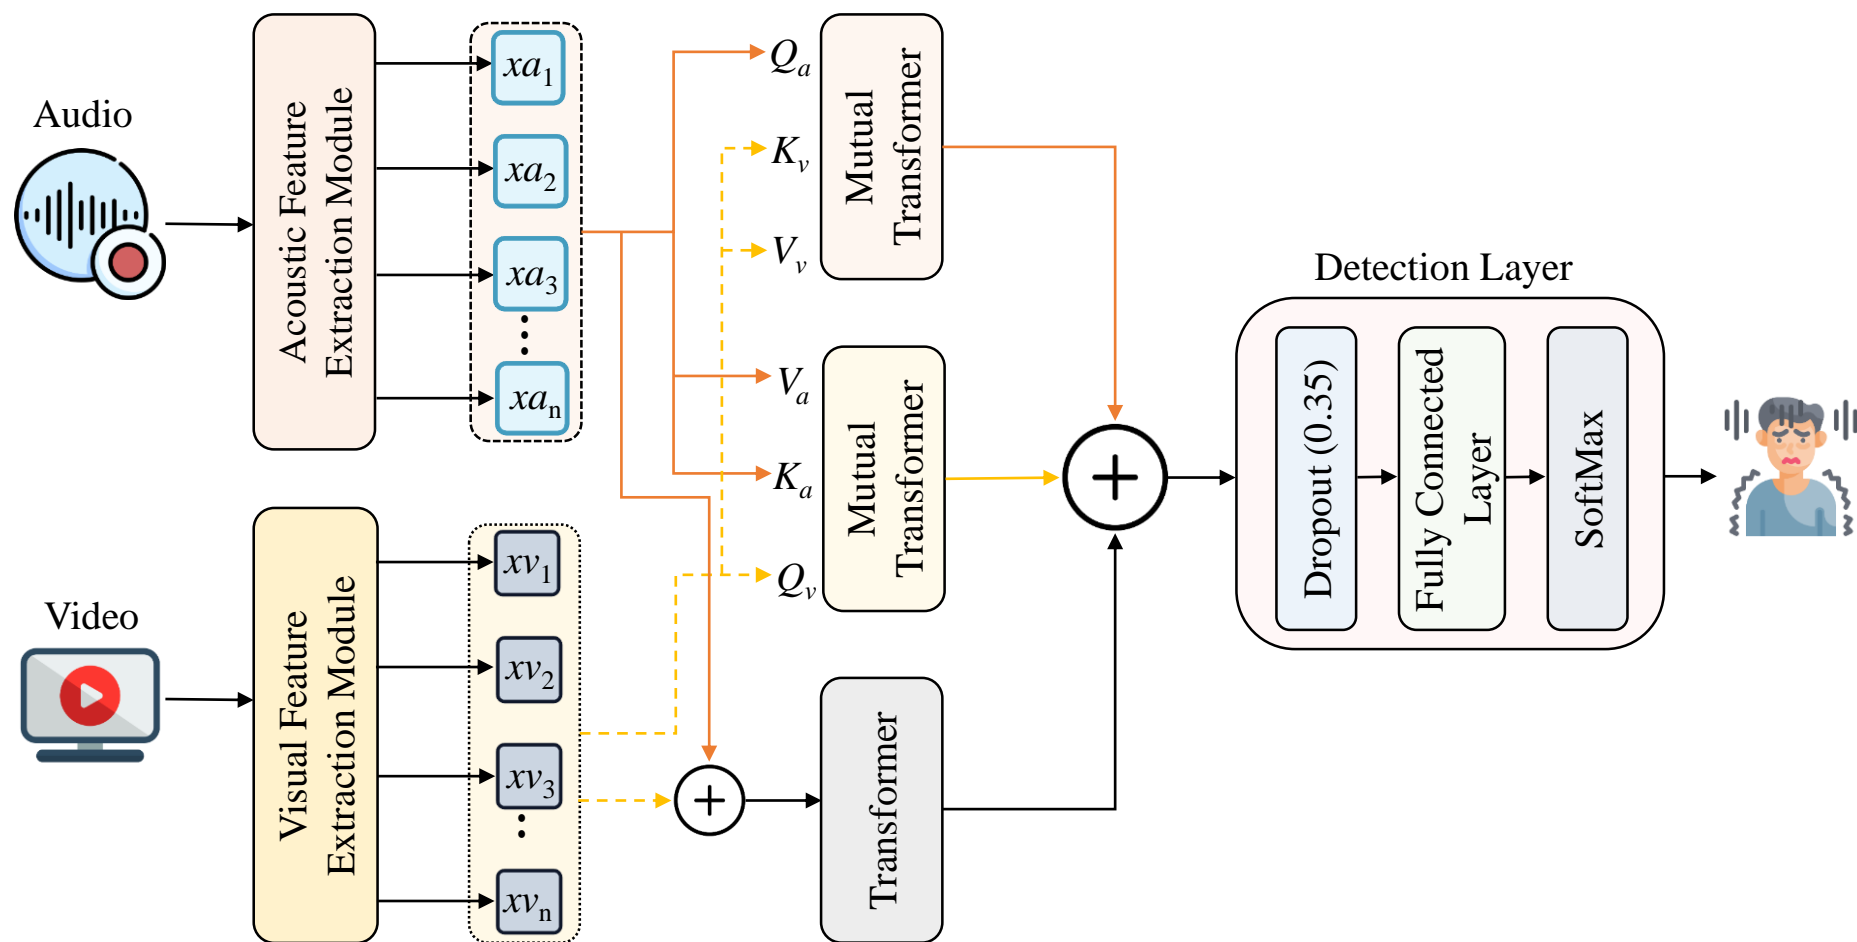 Audio
Acoustic Feature
Extraction Module
xa1
xa2
xa3
xan
Qa
Kv
Vv
Mutual
Transformer
Va
Ka
Qv
Mutual
Transformer
Video
Visual Feature
Extraction Module
xv1
xv2
xv3
xvn
+
Transformer
+
Detection Layer
Dropout (0.35)
Fully Connected
Layer
SoftMax